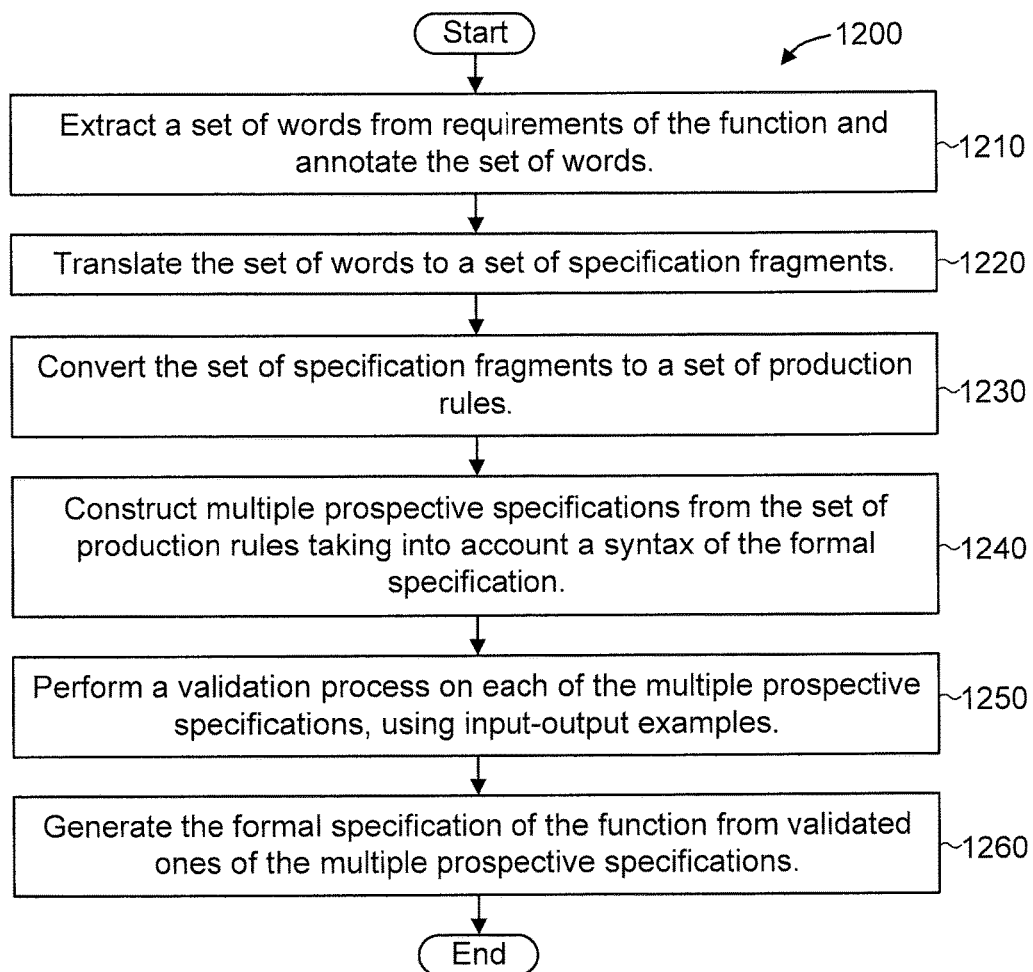 Start
1200
Extract a set of words from requirements of the function and
annotate the set of words.
1210
Translate the set of words to a set of specification fragments.
1220
Convert the set of specification fragments to a set of production
rules.
1230
Construct multiple prospective specifications from the set of
production rules taking into account a syntax of the formal
specification.
1240
Perform a validation process on each of the multiple prospective
specifications, using input-output examples.
1250
Generate the formal specification of the function from validated
ones of the multiple prospective specifications.
1260
End